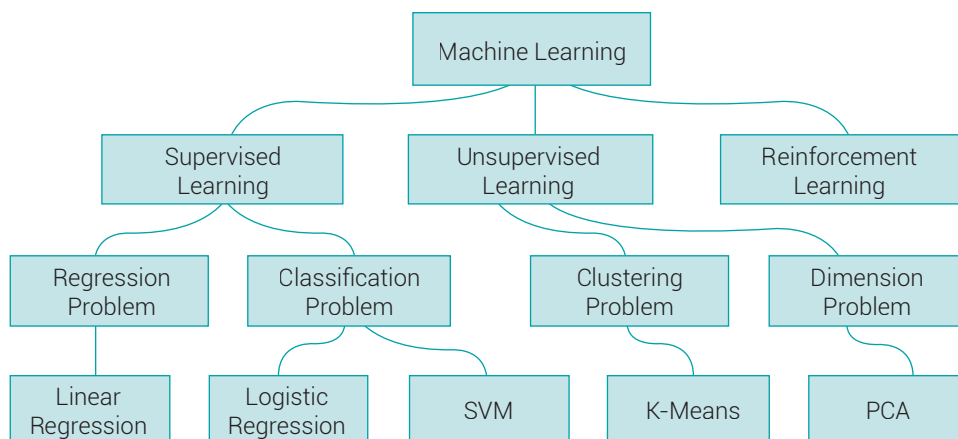 Machine Learning
Supervised
Learning
Unsupervised
Learning
Reinforcement
Learning
Regression
Problem
Classification
Problem
Clustering
Problem
Dimension
Problem
Linear
Regression
Logistic
Regression
SVM
K-Means
PCA